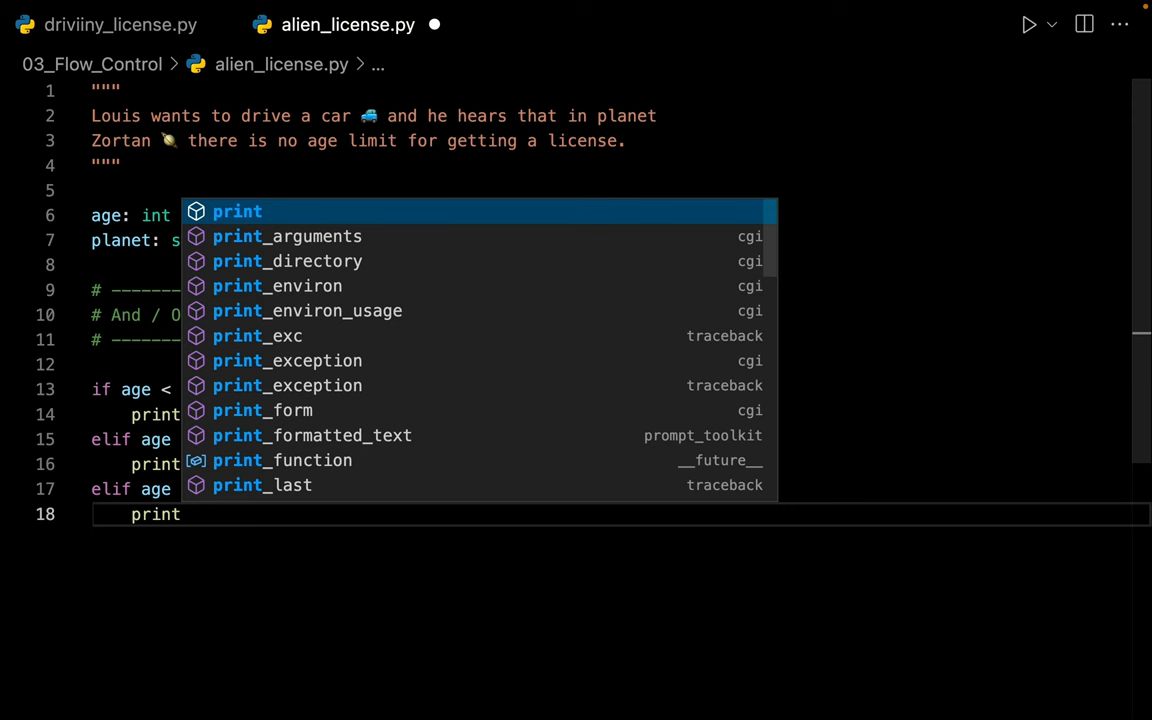 driviiny_license.py alien_license.py
03_Flow_Control > alien_license.py > ...
1 """
2 Louis wants to drive a car 🚙 and he hears that in planet
3 Zortan 🪐 there is no age limit for getting a license.
4 """
5
6 age: int
7 planet: s
8
9 # -------
10 # And / O
11 # -------
12
13 if age <
14 print
15 elif age
16 print
17 elif age
18 print
print
print_arguments cgi
print_directory cgi
print_environ cgi
print_environ_usage cgi
print_exc traceback
print_exception cgi
print_exception traceback
print_form cgi
print_formatted_text prompt_toolkit
print_function __future__
print_last traceback